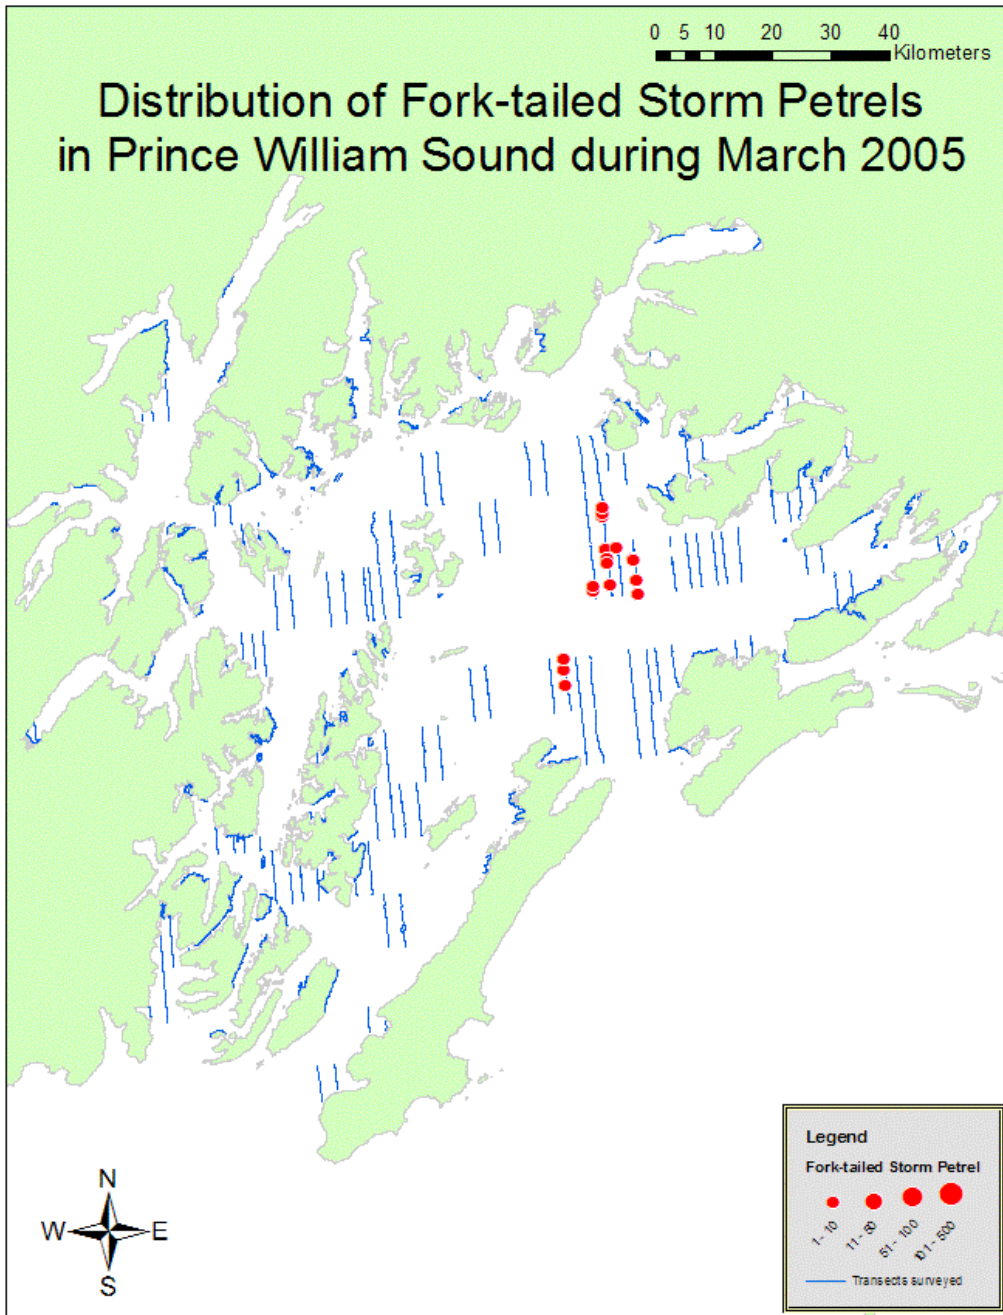 0 5 10 20 30 40
Kilometers
Distribution of Fork-tailed Storm Petrels
in Prince William Sound during March 2005
N
W E
S
Legend
Fork-tailed Storm Petrel
1 - 10
11 - 50
51 - 100
101 - 500
Transects surveyed